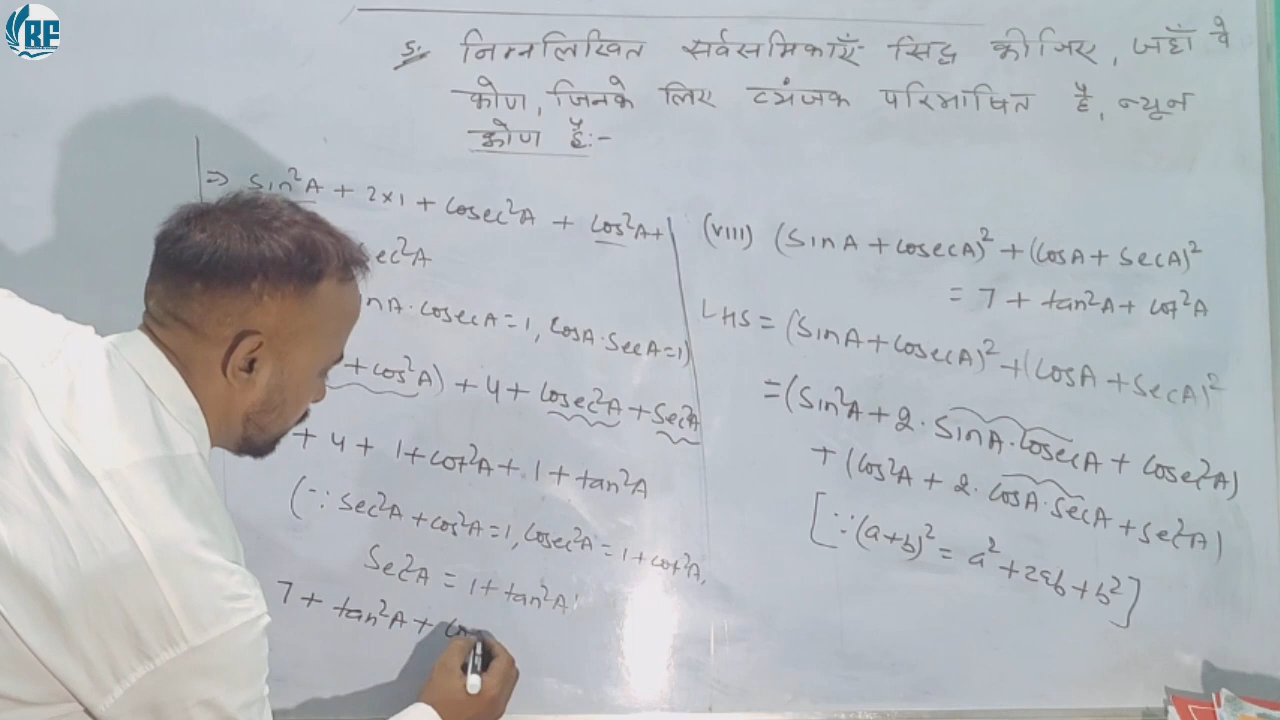 BF
5. निम्नलिखित सर्वसमिकाएँ सिद्ध कीजिए, जहाँ वे
कोण, जिनके लिए व्यंजक परिभाषित है, न्यून
कोण है:-
(viii) (SinA + cosecA)² + (cosA + SecA)²
= 7 + tan²A + cot²A
LHS = (SinA + cosecA)² + (cosA + SecA)²
= (Sin²A + 2. SinA. CosecA + Cosec²A)
+ (Cos²A + 2. CosA. SecA + Sec²A)
[∵ (a+b)² = a² + 2ab + b²]
⇒ Sin²A + 2×1 + Cosec²A + Cos²A +
ec²A
nA. CosecA = 1, CosA. SecA = 1)
+ cos²A) + 4 + Cosec²A + Sec²A
+ 4 + 1 + cot²A + 1 + tan²A
(∵ Sec²A + cos²A = 1, Cosec²A = 1 + cot²A,
Sec²A = 1 + tan²A)
7 + tan²A + co